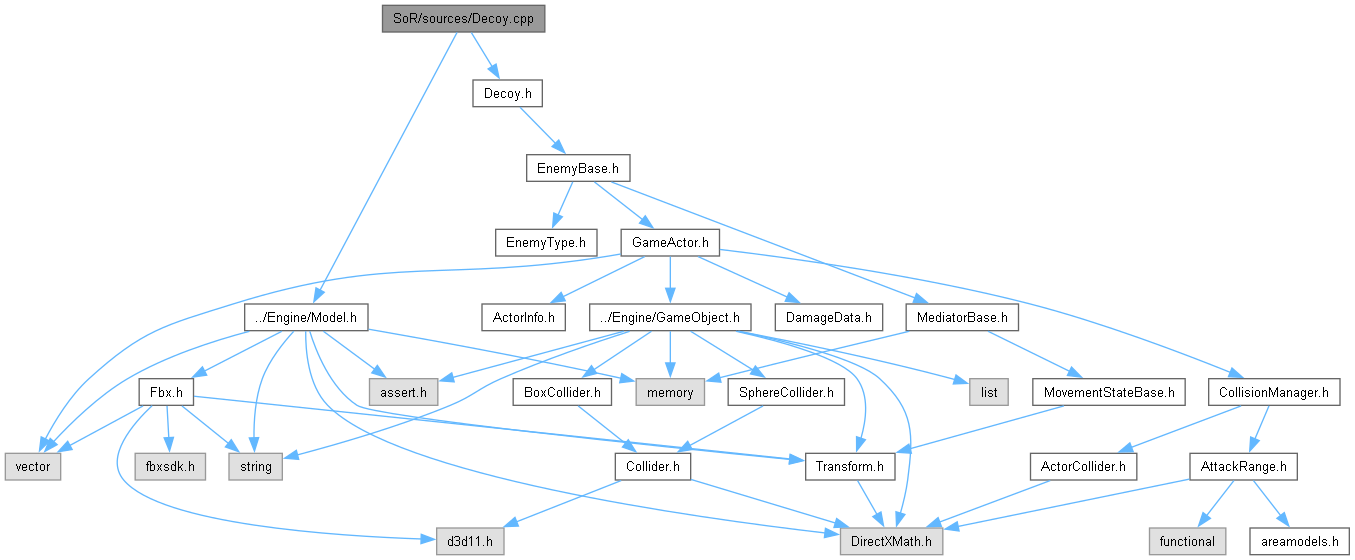 SoR/sources/Decoy.cpp
Decoy.h
EnemyBase.h
EnemyType.h
GameActor.h
../Engine/Model.h
ActorInfo.h
../Engine/GameObject.h
DamageData.h
MediatorBase.h
Fbx.h
assert.h
BoxCollider.h
memory
SphereCollider.h
list
MovementStateBase.h
CollisionManager.h
vector
fbxsdk.h
string
Collider.h
Transform.h
ActorCollider.h
AttackRange.h
d3d11.h
DirectXMath.h
functional
areamodels.h